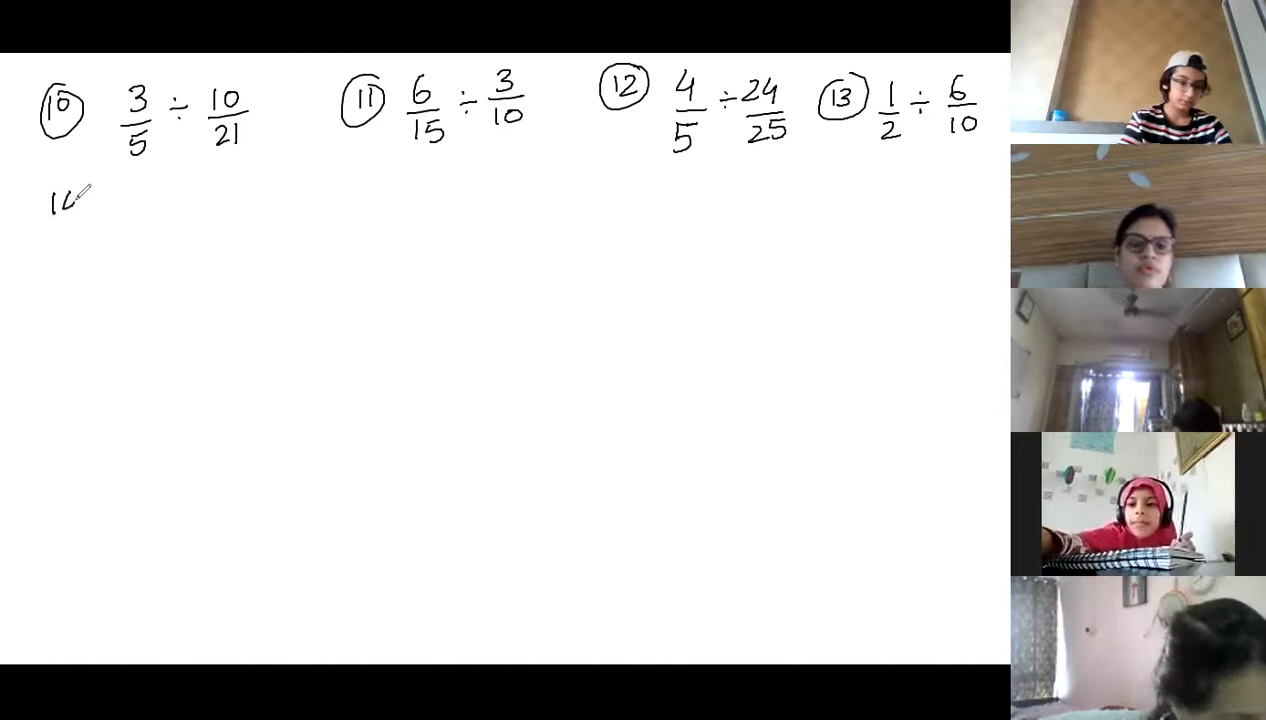 (10) 3/5 ÷ 10/21 (11) 6/15 ÷ 3/10 (12) 4/5 ÷ 24/25 (13) 1/2 ÷ 6/10